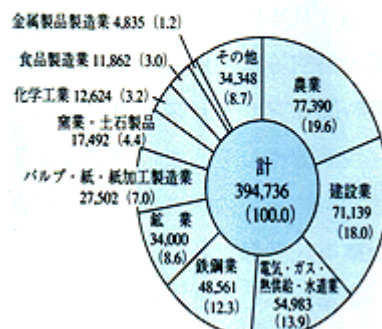 金属製品製造業 4,835 (1.2)
食品製造業 11,862 (3.0)
化学工業 12,624 (3.2)
窯業・土石製品
17,492 (4.4)
パルプ・紙・紙加工製造業
27,502 (7.0)
鉱業
34,000
(8.6)
鉄鋼業
48,561
(12.3)
電気・ガス・
熱供給・水道業
54,983
(13.9)
建設業
71,139
(18.0)
農業
77,390
(19.6)
その他
34,348
(8.7)
計
394,736
(100.0)